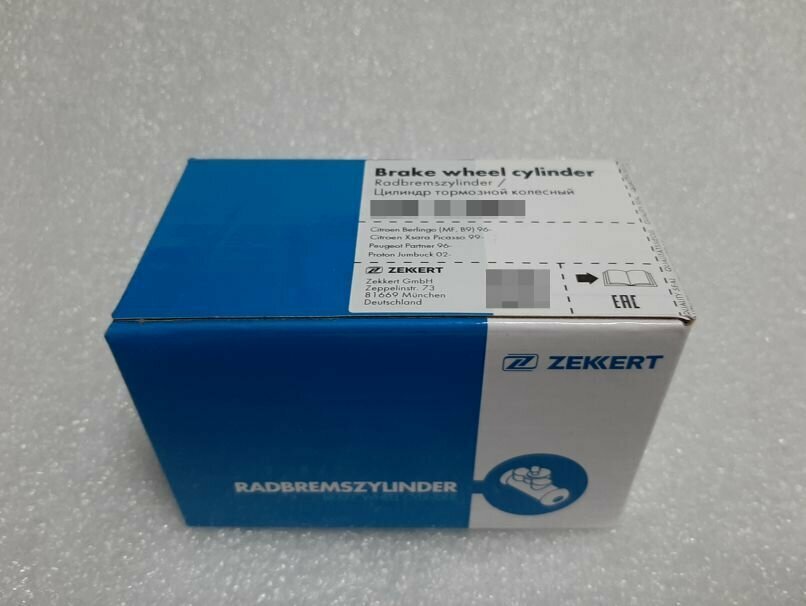 Brake wheel cylinder
Radbremszylinder /
Цилиндр тормозной колесный
Citroen Berlingo (MF, B9) 96-
Citroen Xsara Picasso 99-
Peugeot Partner 96-
Proton Jumbuck 02-
ZEKKERT
Zekkert GmbH
Zeppelinstr. 73
81669 München
Deutschland
EAC
ZEKKERT
RADBREMSZYLINDER